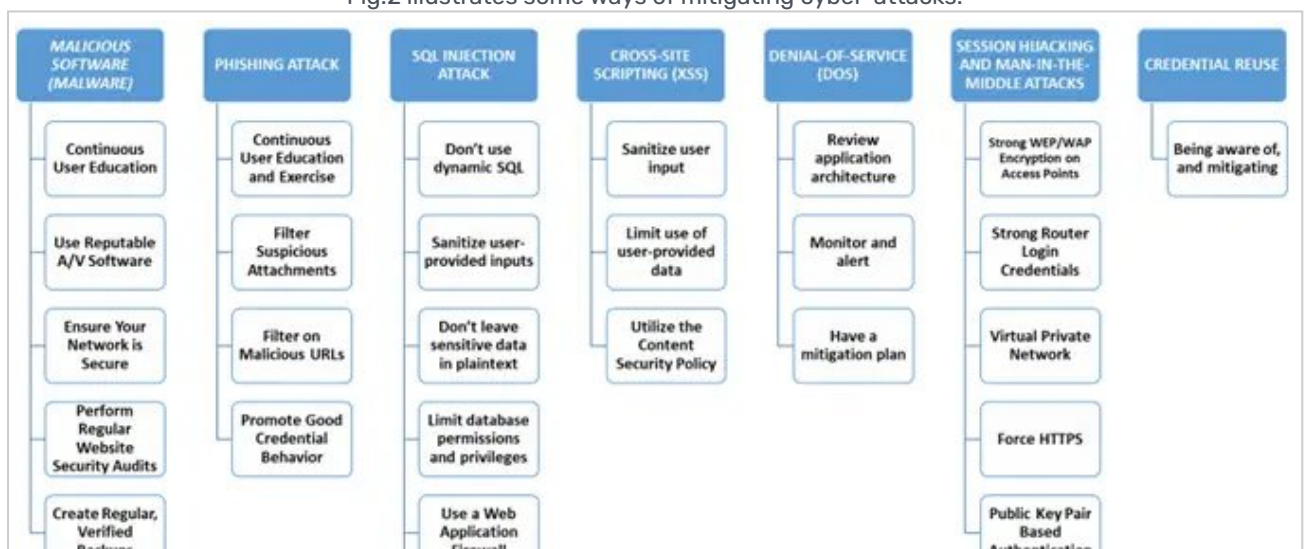 Fig.2 illustrates some ways of mitigating cyber-attacks.
MALICIOUS
SOFTWARE
(MALWARE)
Continuous
User Education
Use Reputable
A/V Software
Ensure Your
Network is
Secure
Perform
Regular
Website
Security Audits
Create Regular,
Verified
Backups
PHISHING ATTACK
Continuous
User Education
and Exercise
Filter
Suspicious
Attachments
Filter on
Malicious URLs
Promote Good
Credential
Behavior
SQL INJECTION
ATTACK
Don't use
dynamic SQL
Sanitize user-
provided inputs
Don't leave
sensitive data
in plaintext
Limit database
permissions
and privileges
Use a Web
Application
Firewall
CROSS-SITE
SCRIPTING (XSS)
Sanitize user
input
Limit use of
user-provided
data
Utilize the
Content
Security Policy
DENIAL-OF-SERVICE
(DOS)
Review
application
architecture
Monitor and
alert
Have a
mitigation plan
SESSION HIJACKING
AND MAN-IN-THE-
MIDDLE ATTACKS
Strong WEP/WAP
Encryption on
Access Points
Strong Router
Login
Credentials
Virtual Private
Network
Force HTTPS
Public Key Pair
Based
Authentication
CREDENTIAL REUSE
Being aware of,
and mitigating